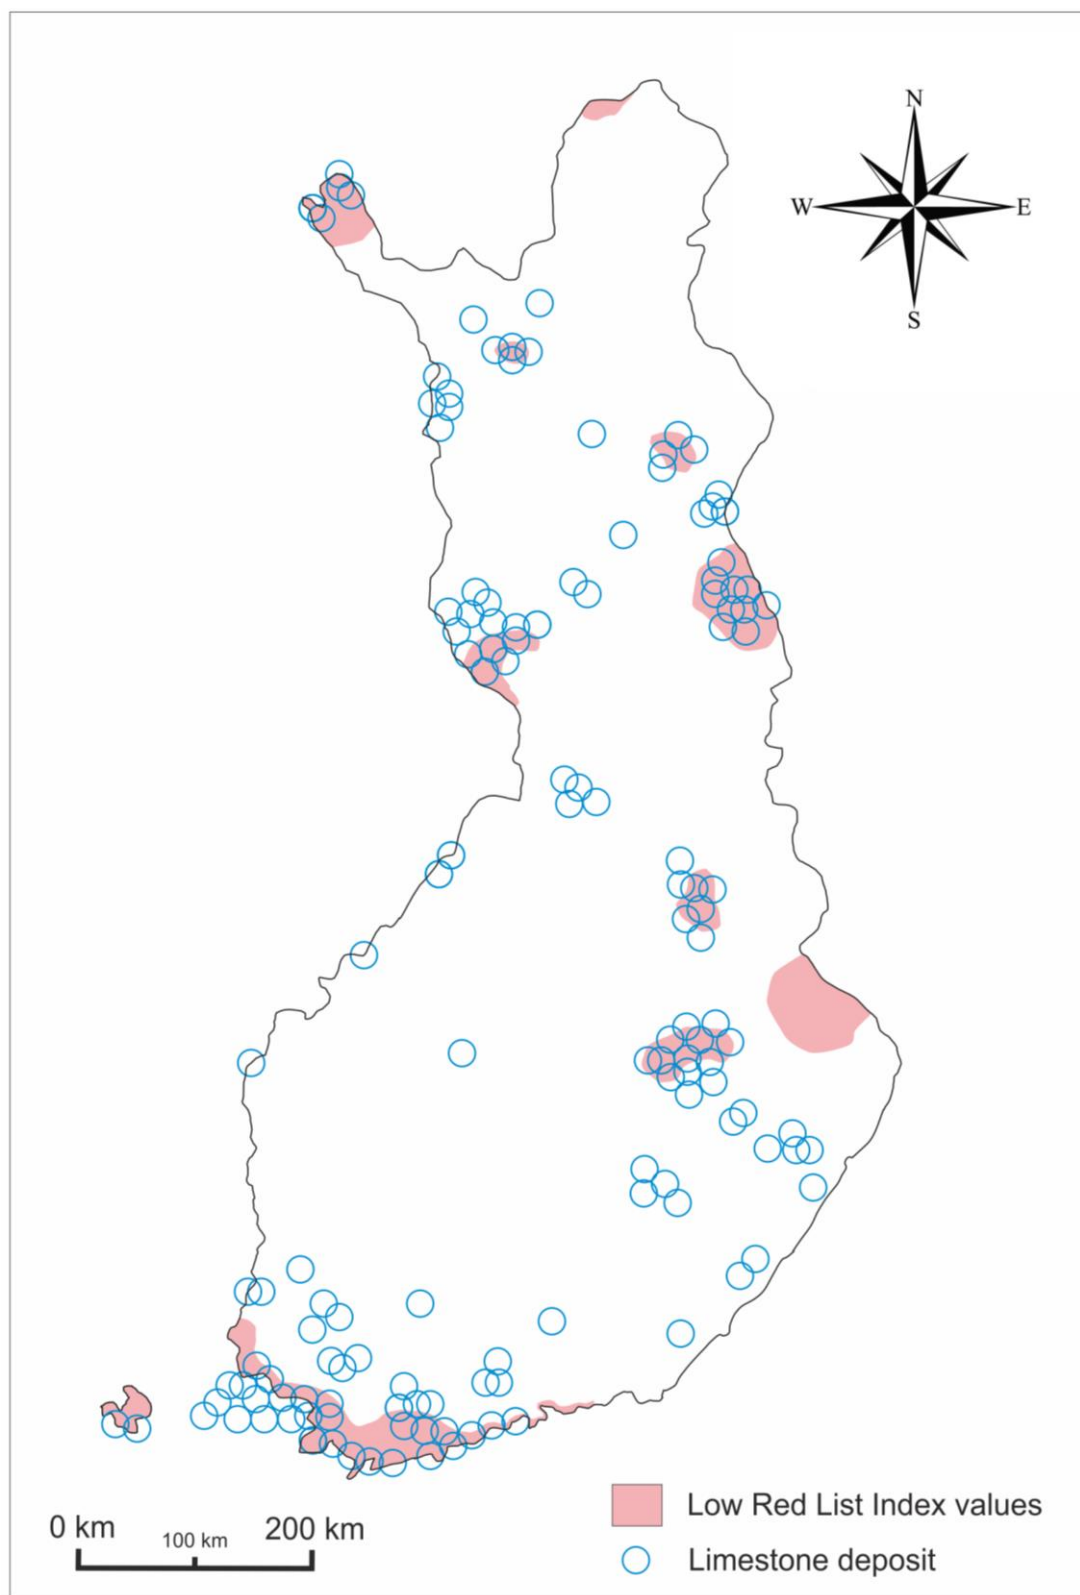 N
W
E
S
Low Red List Index values
Limestone deposit
0 km
100 km
200 km